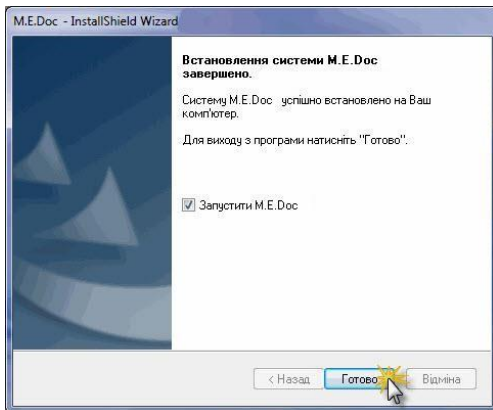 M.E.Doc - InstallShield Wizard
Встановлення системи M.E.Doc
завершено.
Систему M.E.Doc успішно встановлено на Ваш
комп'ютер.
Для виходу з програми натисніть "Готово".
Запустити M.E.Doc
< Назад Готово Відміна